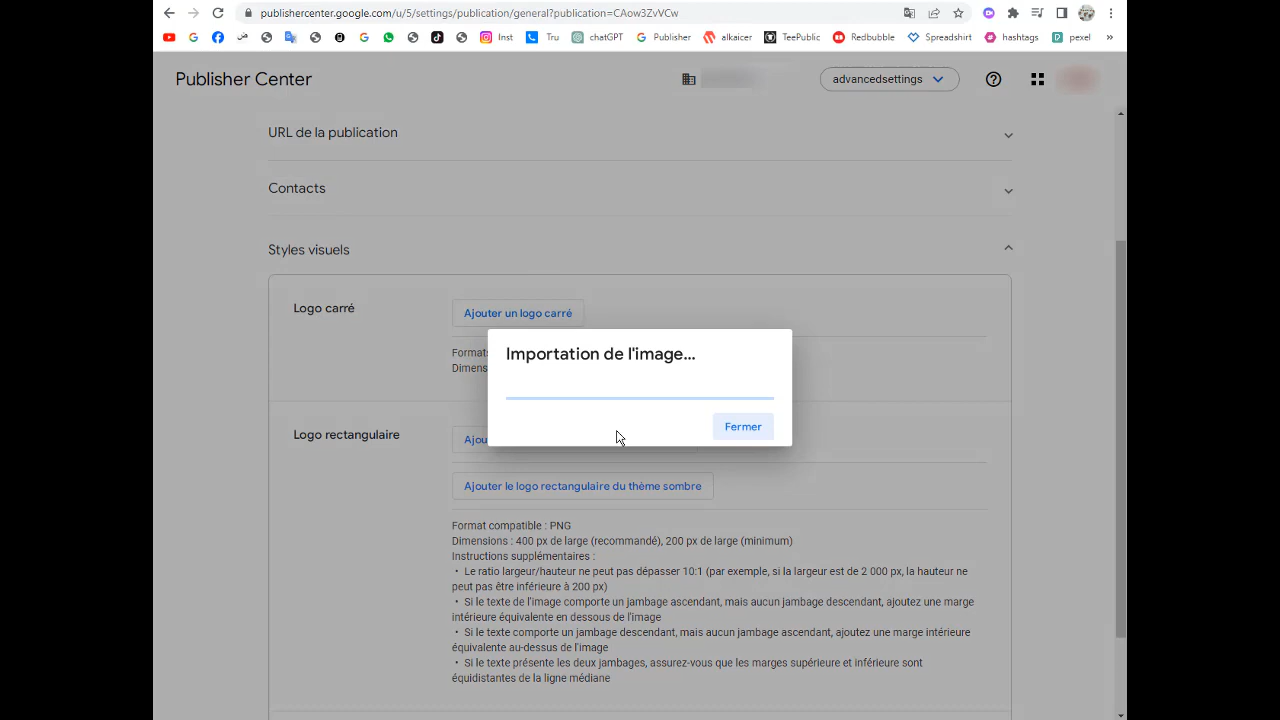 publishercenter.google.com/u/5/settings/publication/general?publication=CAow3ZvVCw
Inst
Tru
chatGPT
Publisher
alkaicer
TeePublic
Redbubble
Spreadshirt
hashtags
pexel
»
Publisher Center
advancedsettings
URL de la publication
Contacts
Styles visuels
Logo carré
Ajouter un logo carré
Formats
Dimens
Importation de l'image...
Fermer
Logo rectangulaire
Ajou
Ajouter le logo rectangulaire du thème sombre
Format compatible : PNG
Dimensions : 400 px de large (recommandé), 200 px de large (minimum)
Instructions supplémentaires :
• Le ratio largeur/hauteur ne peut pas dépasser 10:1 (par exemple, si la largeur est de 2 000 px, la hauteur ne
peut pas être inférieure à 200 px)
• Si le texte de l'image comporte un jambage ascendant, mais aucun jambage descendant, ajoutez une marge
intérieure équivalente en dessous de l'image
• Si le texte comporte un jambage descendant, mais aucun jambage ascendant, ajoutez une marge intérieure
équivalente au-dessus de l'image
• Si le texte présente les deux jambages, assurez-vous que les marges supérieure et inférieure sont
équidistantes de la ligne médiane